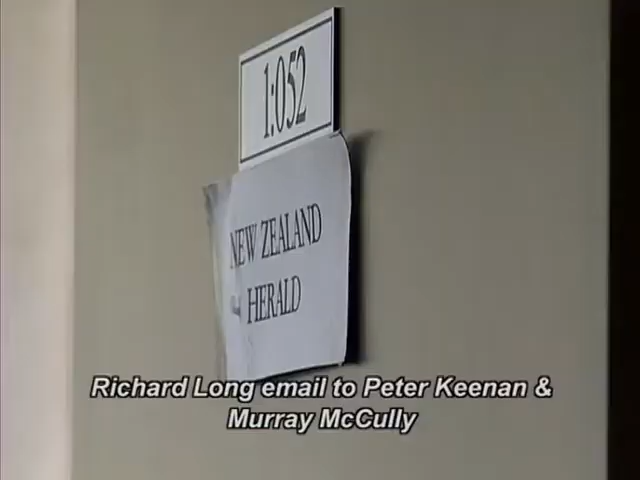 1:052
NEW ZEALAND
HERALD
Richard Long email to Peter Keenan &
Murray McCully